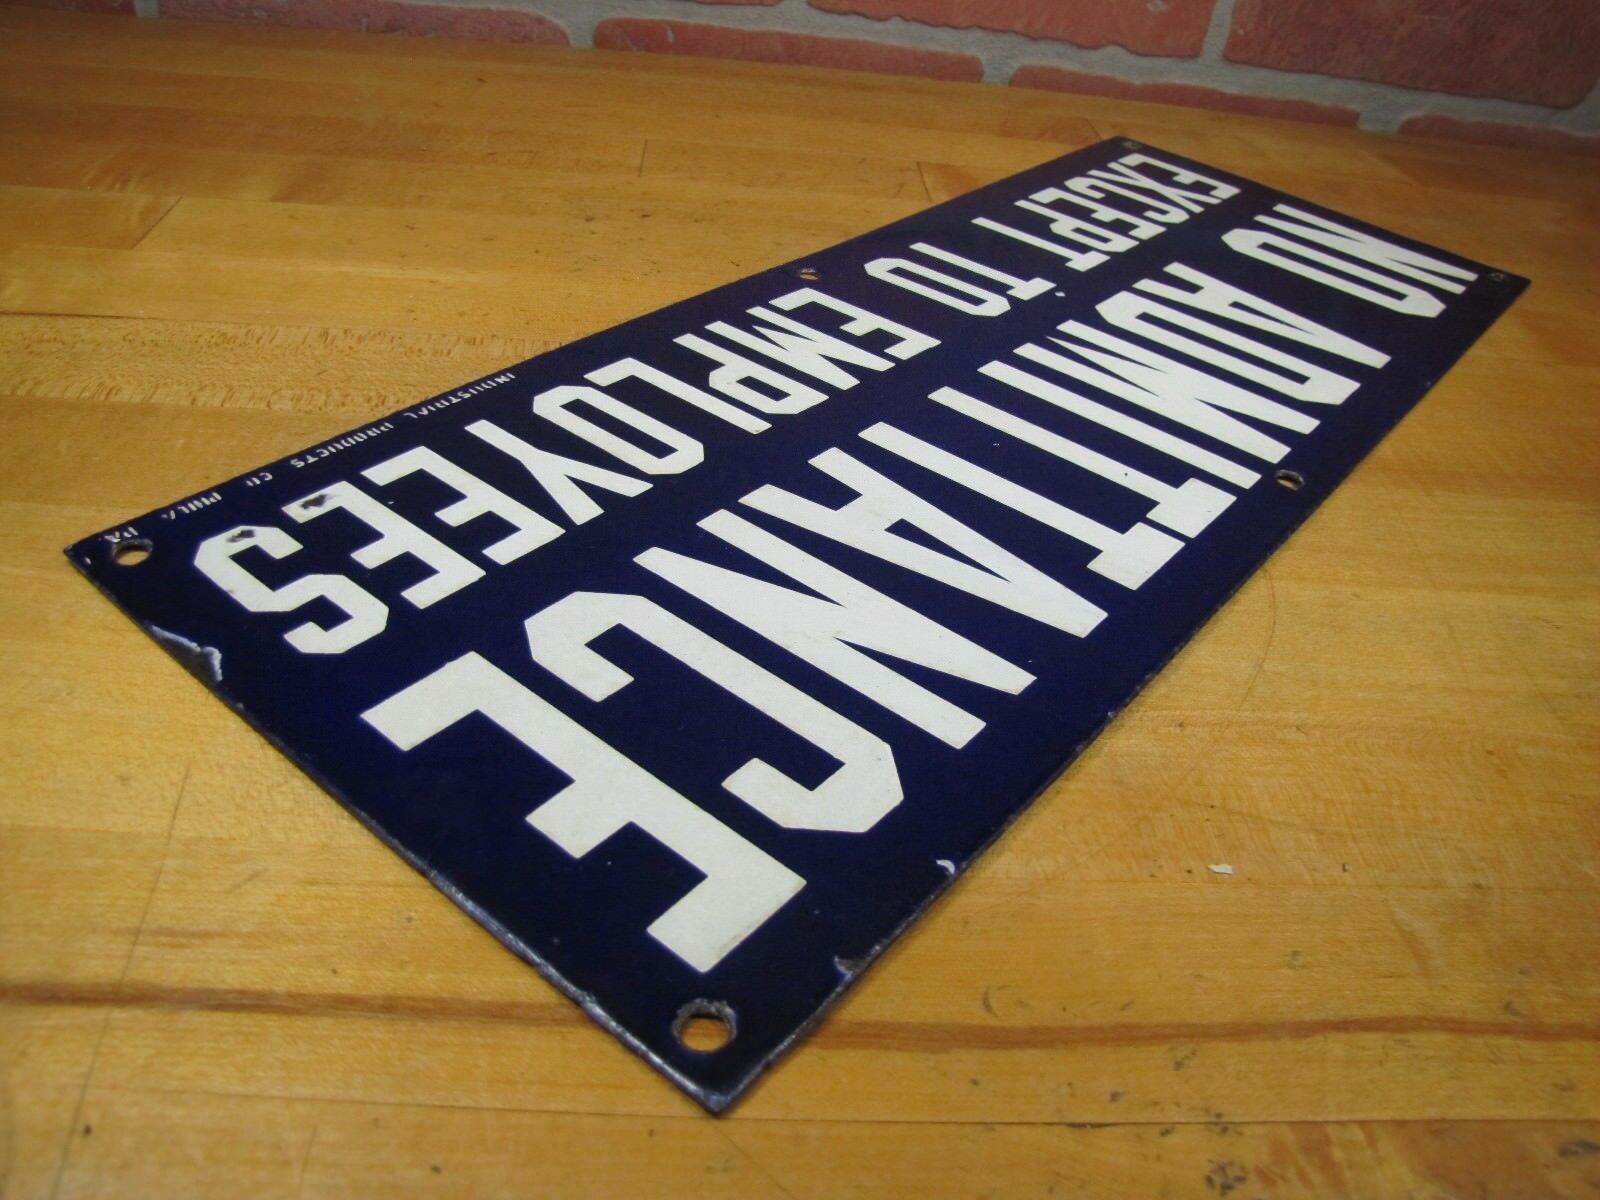 NO ADMITTANCE
EXCEPT TO EMPLOYEES
INDUSTRIAL PRODUCTS CO PHILA PA